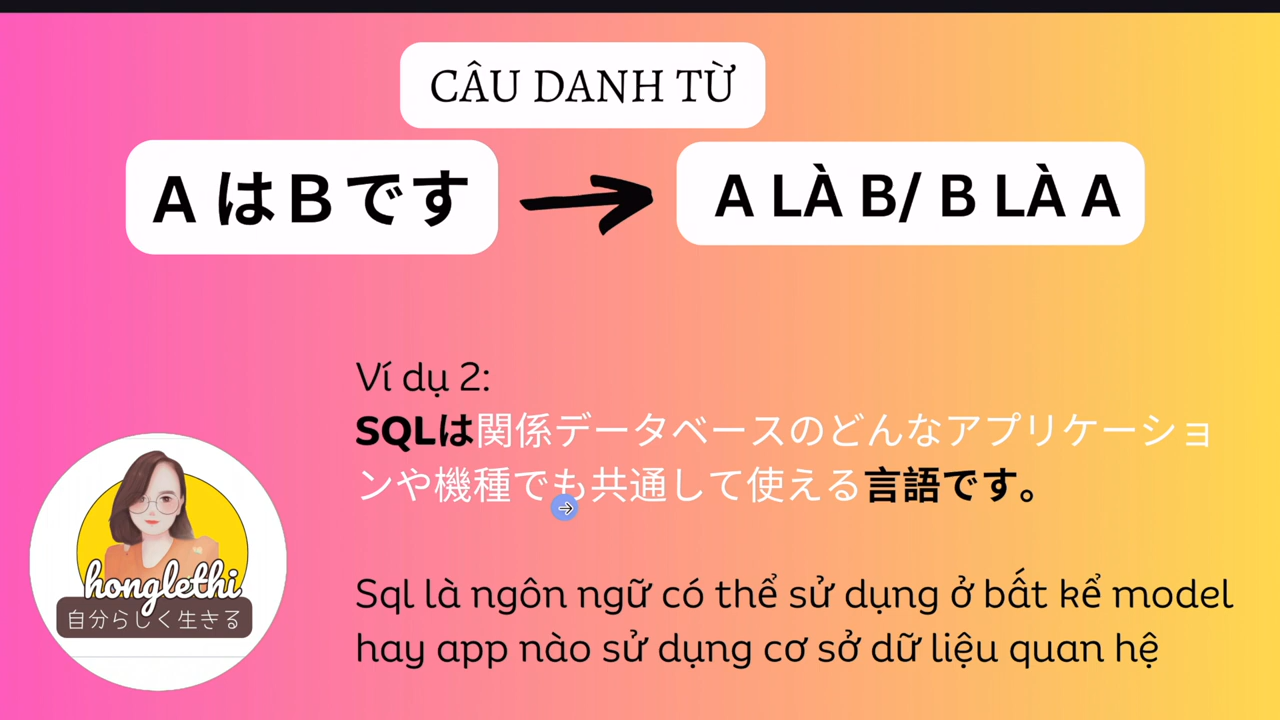 CÂU DANH TỪ
A は B です
A LÀ B/ B LÀ A
Ví dụ 2:
SQLは関係データベースのどんなアプリケーショ
ンや機種でも共通して使える言語です。
honglethi
自分らしく生きる
Sql là ngôn ngữ có thể sử dụng ở bất kể model
hay app nào sử dụng cơ sở dữ liệu quan hệ